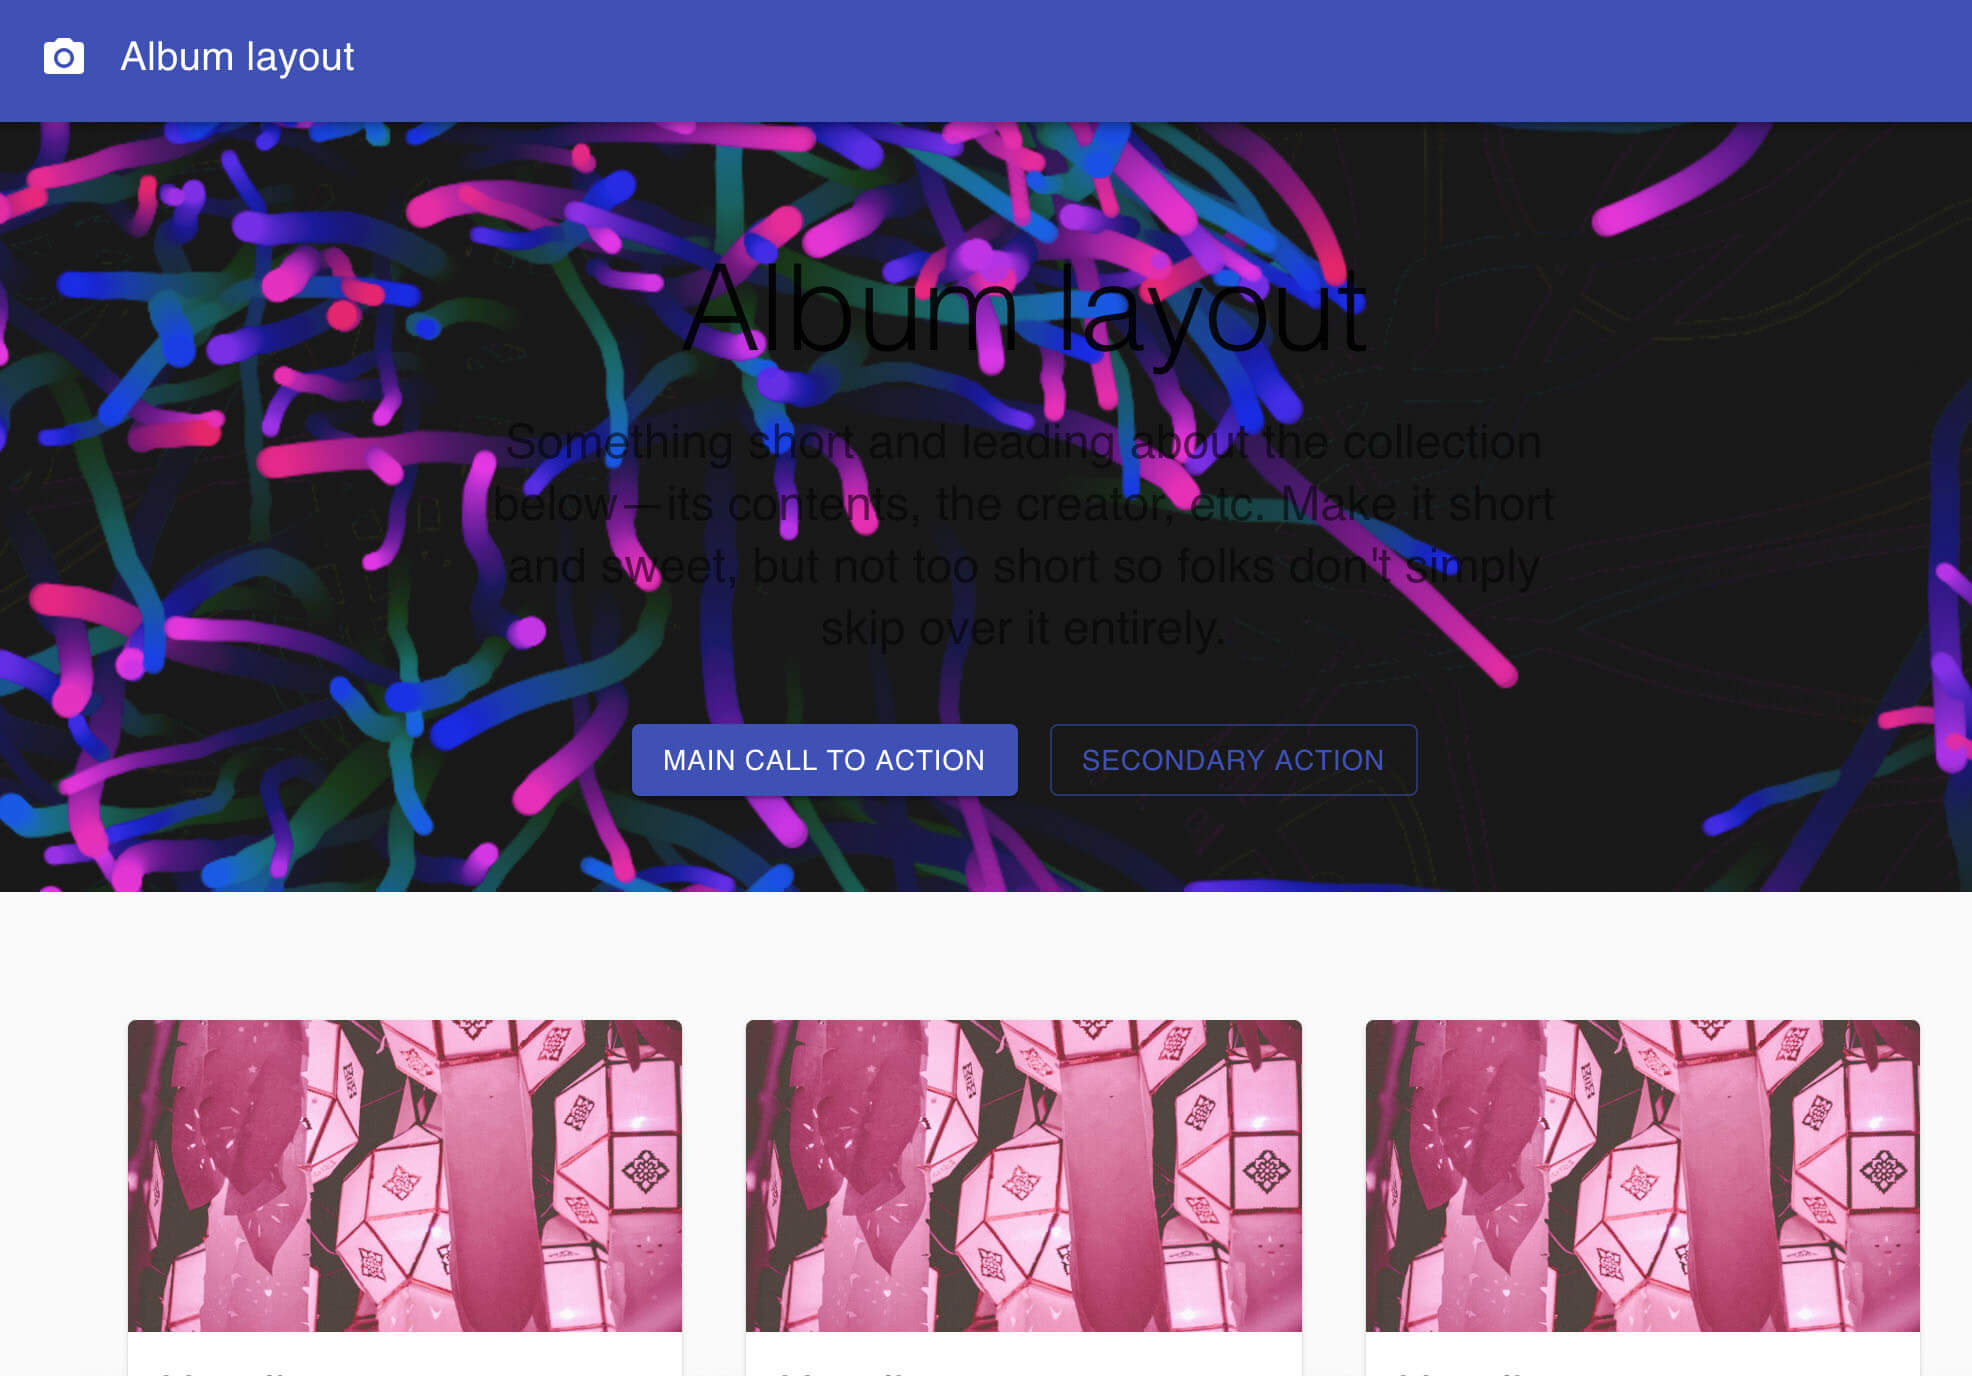 Album layout
Album layout
Something short and leading about the collection
below—its contents, the creator, etc. Make it short
and sweet, but not too short so folks don't simply
skip over it entirely.
MAIN CALL TO ACTION
SECONDARY ACTION